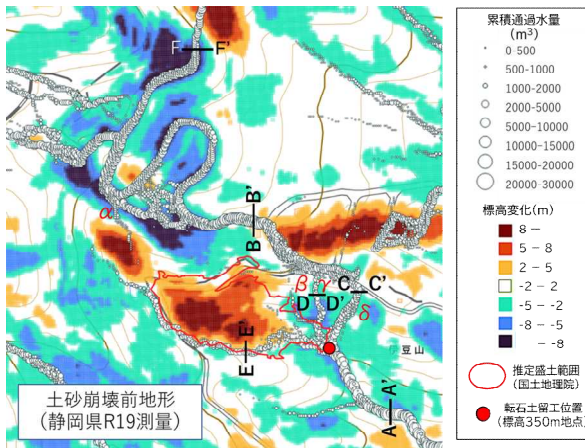 F F'
α
B B'
β γ
D D'
C C'
δ
E E'
豆山
A A'
土砂崩壊前地形
(静岡県R19測量)
累積通過水量
(m³)
0-500
500-1000
1000-2000
2000-5000
5000-10000
10000-15000
15000-20000
20000-30000
標高変化(m)
8 -
5 - 8
2 - 5
-2 - 2
-5 - -2
-8 - -5
- -8
推定盛土範囲
(国土地理院)
転石土留工位置
(標高350m地点)